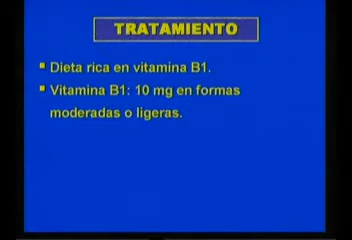 TRATAMIENTO
Dieta rica en vitamina B1.
Vitamina B1: 10 mg en formas
moderadas o ligeras.